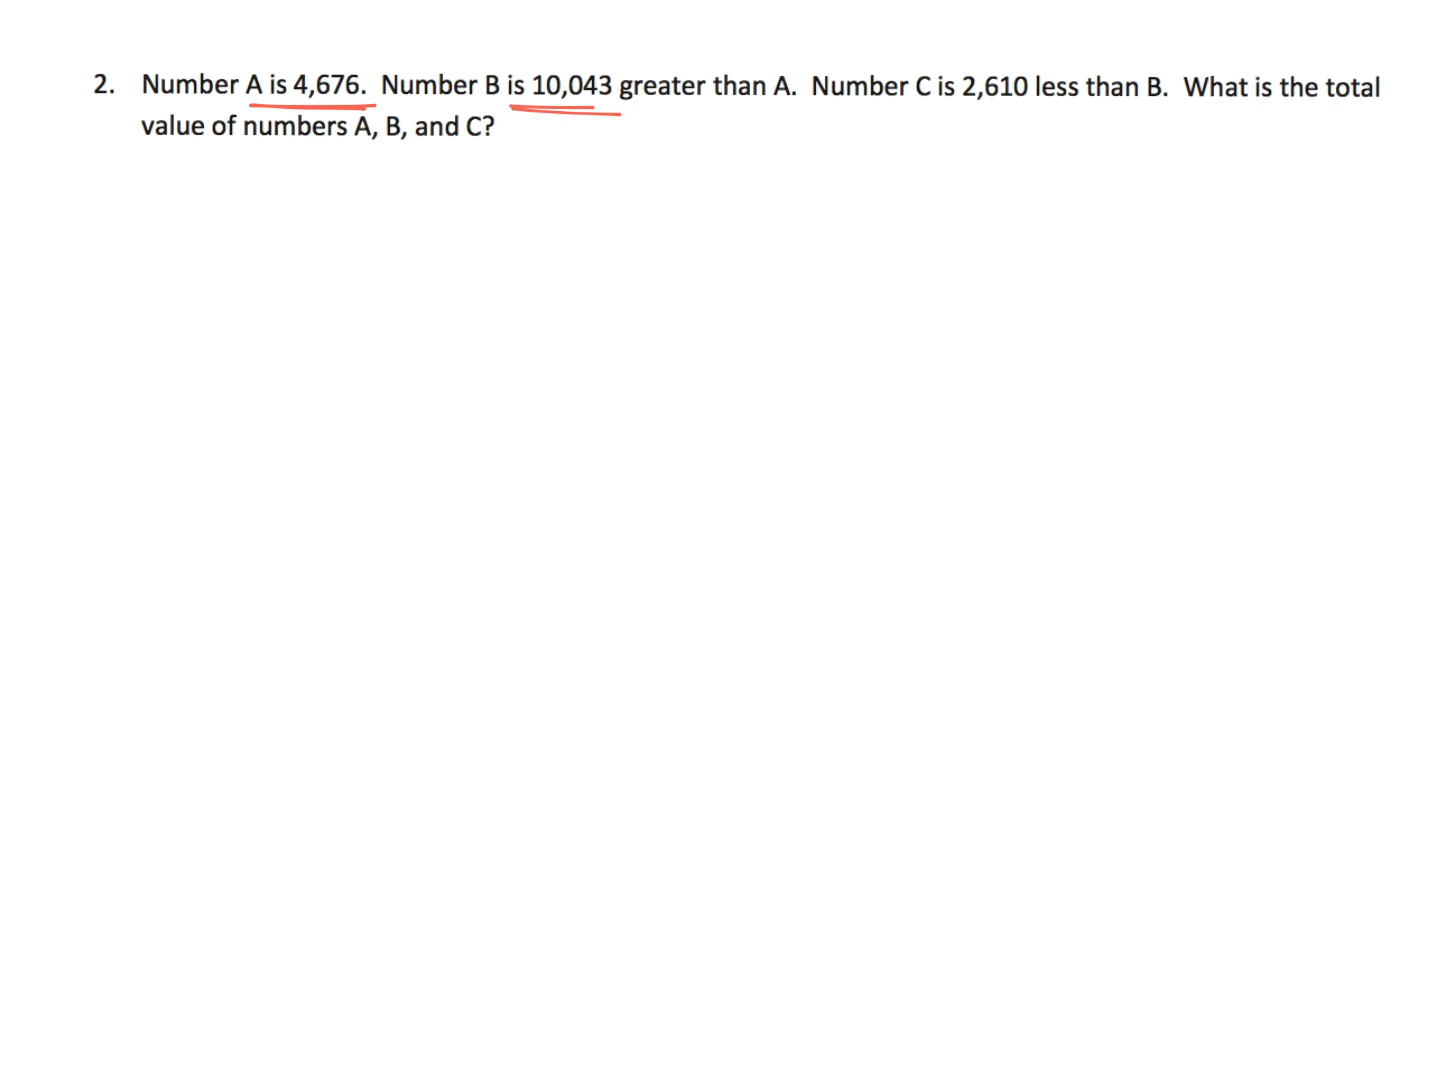 2. Number A is 4,676. Number B is 10,043 greater than A. Number C is 2,610 less than B. What is the total
value of numbers A, B, and C?